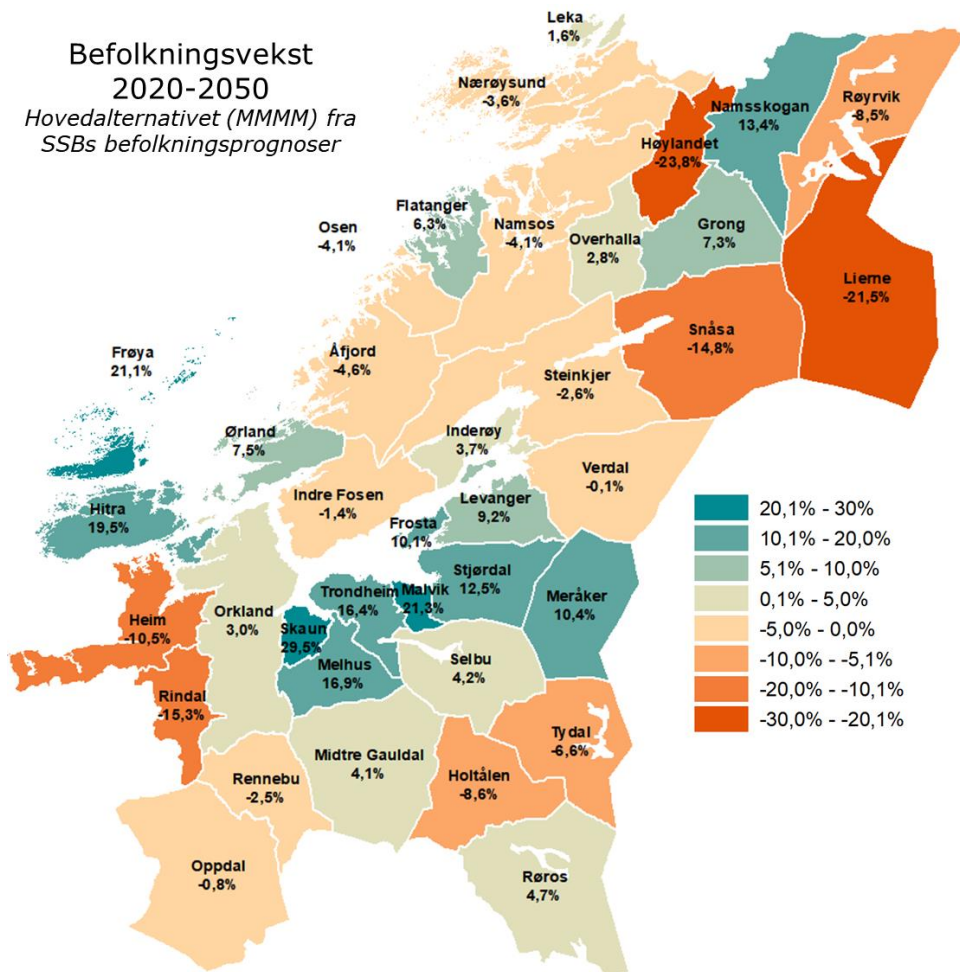 Befolkningsvekst
2020-2050
Hovedalternativet (MMMM) fra
SSBs befolkningsprognoser
Leka
1,6%
Nærøysund
-3,6%
Namsskogan
13,4%
Røyrvik
-8,5%
Høylandet
-23,8%
Flatanger
6,3%
Osen
-4,1%
Namsos
-4,1%
Overhalla
2,8%
Grong
7,3%
Lierne
-21,5%
Snåsa
-14,8%
Frøya
21,1%
Åfjord
-4,6%
Steinkjer
-2,6%
Ørland
7,5%
Inderøy
3,7%
Verdal
-0,1%
Indre Fosen
-1,4%
Levanger
9,2%
Hitra
19,5%
Frosta
10,1%
Stjørdal
12,5%
Meråker
10,4%
Trondheim
16,4%
Malvik
21,3%
Orkland
3,0%
Heim
-10,5%
Skaun
29,5%
Melhus
16,9%
Selbu
4,2%
Rindal
-15,3%
Tydal
-6,6%
Midtre Gauldal
4,1%
Holtålen
-8,6%
Rennebu
-2,5%
Oppdal
-0,8%
Røros
4,7%
20,1% - 30%
10,1% - 20,0%
5,1% - 10,0%
0,1% - 5,0%
-5,0% - 0,0%
-10,0% - -5,1%
-20,0% - -10,1%
-30,0% - -20,1%